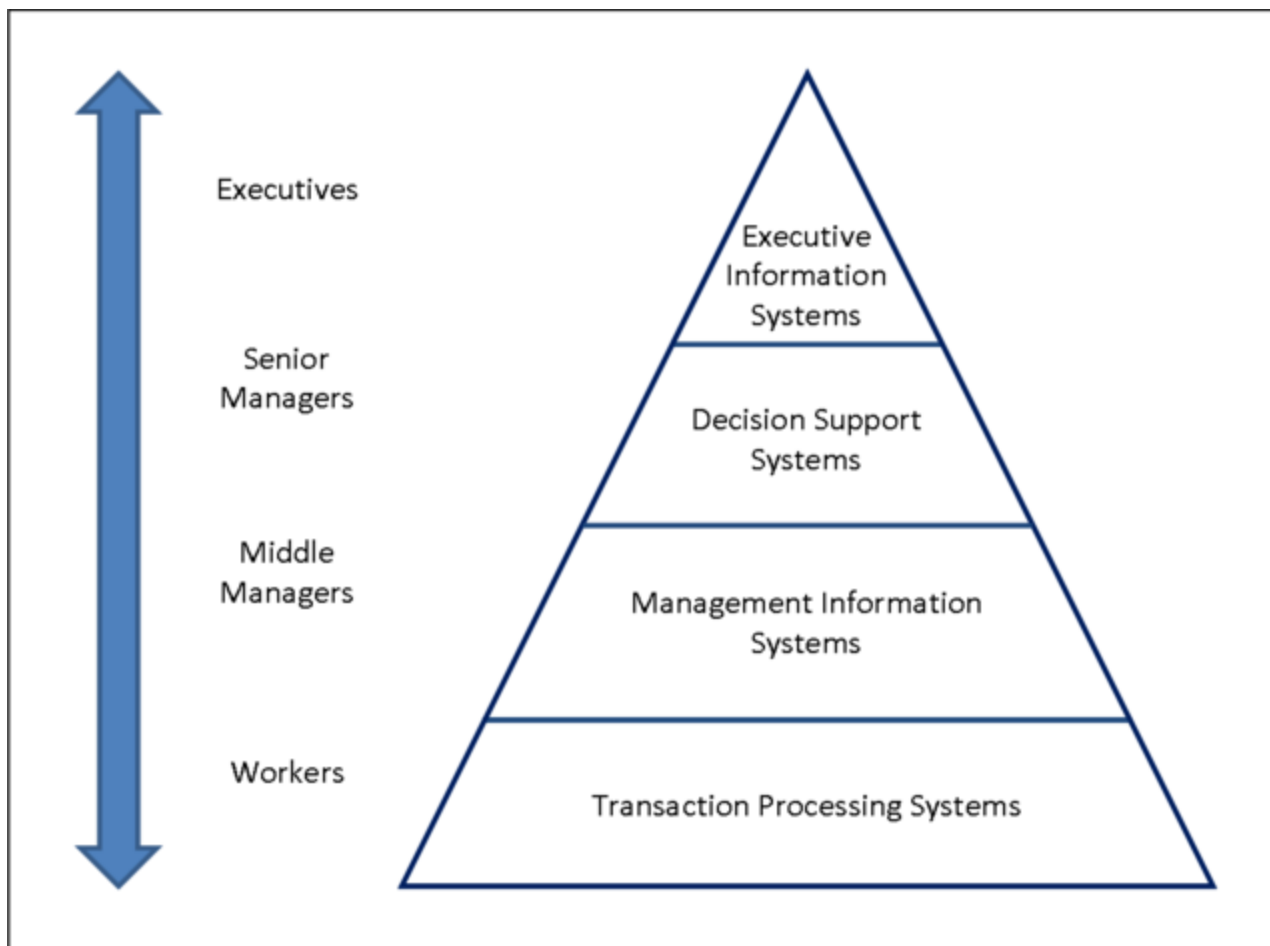 Executives
Executive
Information
Systems
Senior
Managers
Decision Support
Systems
Middle
Managers
Management Information
Systems
Workers
Transaction Processing Systems